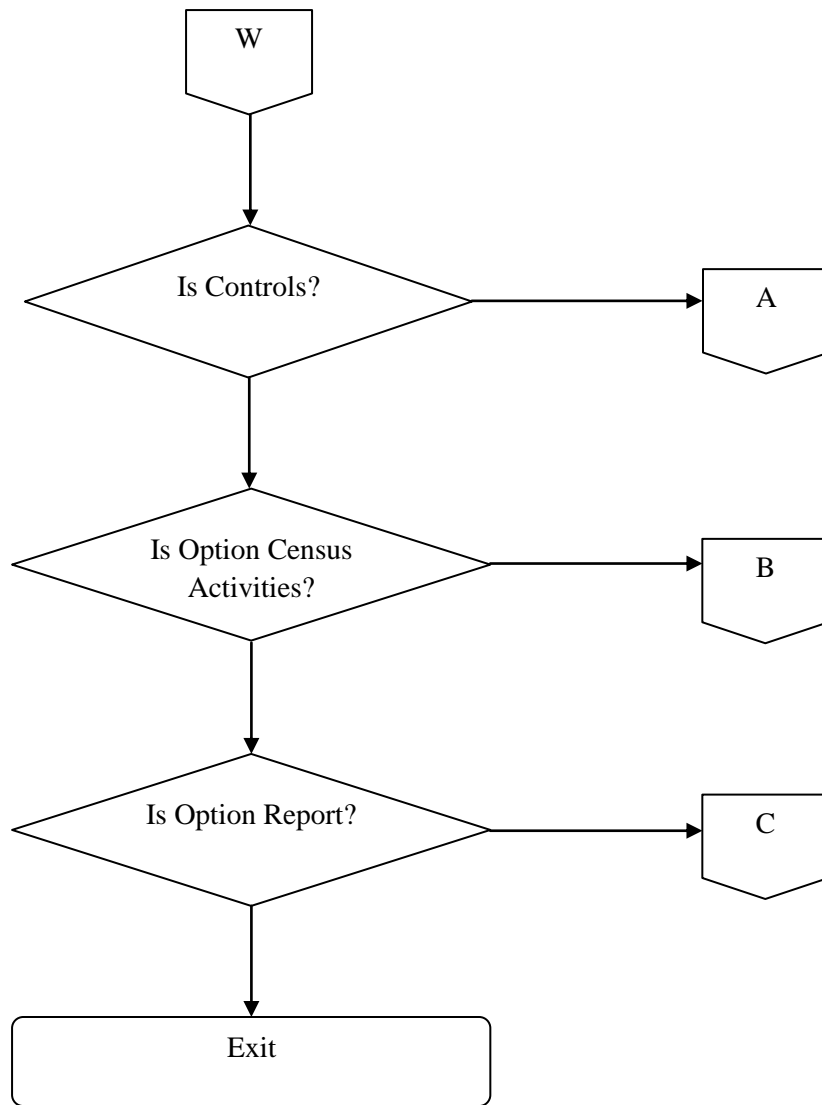 W
Is Controls?
A
Is Option Census
Activities?
B
Is Option Report?
C
Exit